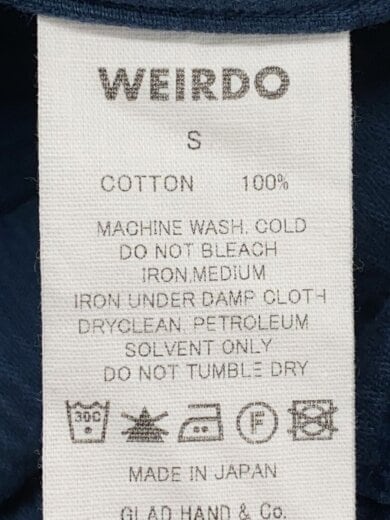 WEIRDO
S
COTTON 100%
MACHINE WASH. COLD
DO NOT BLEACH
IRON.MEDIUM
IRON UNDER DAMP CLOTH
DRYCLEAN. PETROLEUM
SOLVENT ONLY
DO NOT TUMBLE DRY
30C F
MADE IN JAPAN
GLAD HAND & Co.